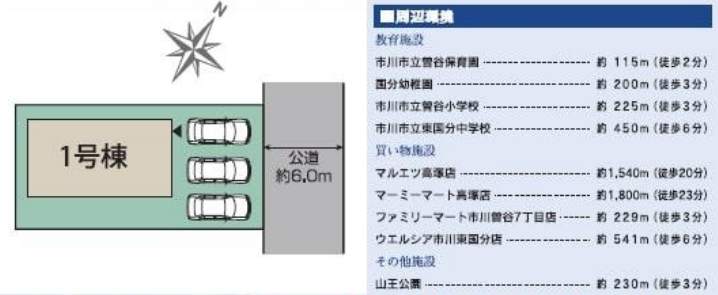 N
1号棟
公道
約6.0m
■周辺環境
教育施設
市川市立曽谷保育園 ---------- 約 115m (徒歩2分)
国分幼稚園 ---------- 約 200m (徒歩3分)
市川市立曽谷小学校 ---------- 約 225m (徒歩3分)
市川市立東国分中学校 ---------- 約 450m (徒歩6分)
買い物施設
マルエツ高塚店 ---------- 約1,540m (徒歩20分)
マーミーマート高塚店 ---------- 約1,800m (徒歩23分)
ファミリーマート市川曽谷7丁目店 ------ 約 229m (徒歩3分)
ウエルシア市川東国分店 ---------- 約 541m (徒歩6分)
その他施設
山王公園 ---------- 約 230m (徒歩3分)